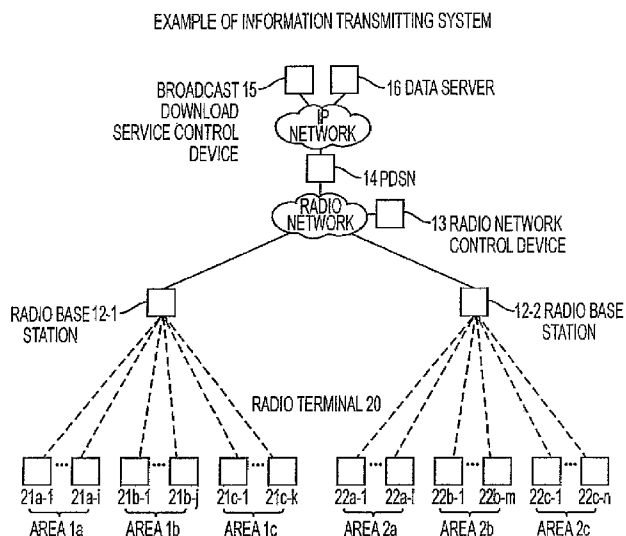 EXAMPLE OF INFORMATION TRANSMITTING SYSTEM
BROADCAST 15
DOWNLOAD
SERVICE CONTROL
DEVICE
16 DATA SERVER
IP
NETWORK
14 PDSN
RADIO
NETWORK
13 RADIO NETWORK
CONTROL DEVICE
RADIO BASE 12-1
STATION
12-2 RADIO BASE
STATION
RADIO TERMINAL 20
21a-1 21a-i 21b-1 21b-j 21c-1 21c-k 22a-1 22a-l 22b-1 22b-m 22c-1 22c-n
AREA 1a AREA 1b AREA 1c AREA 2a AREA 2b AREA 2c